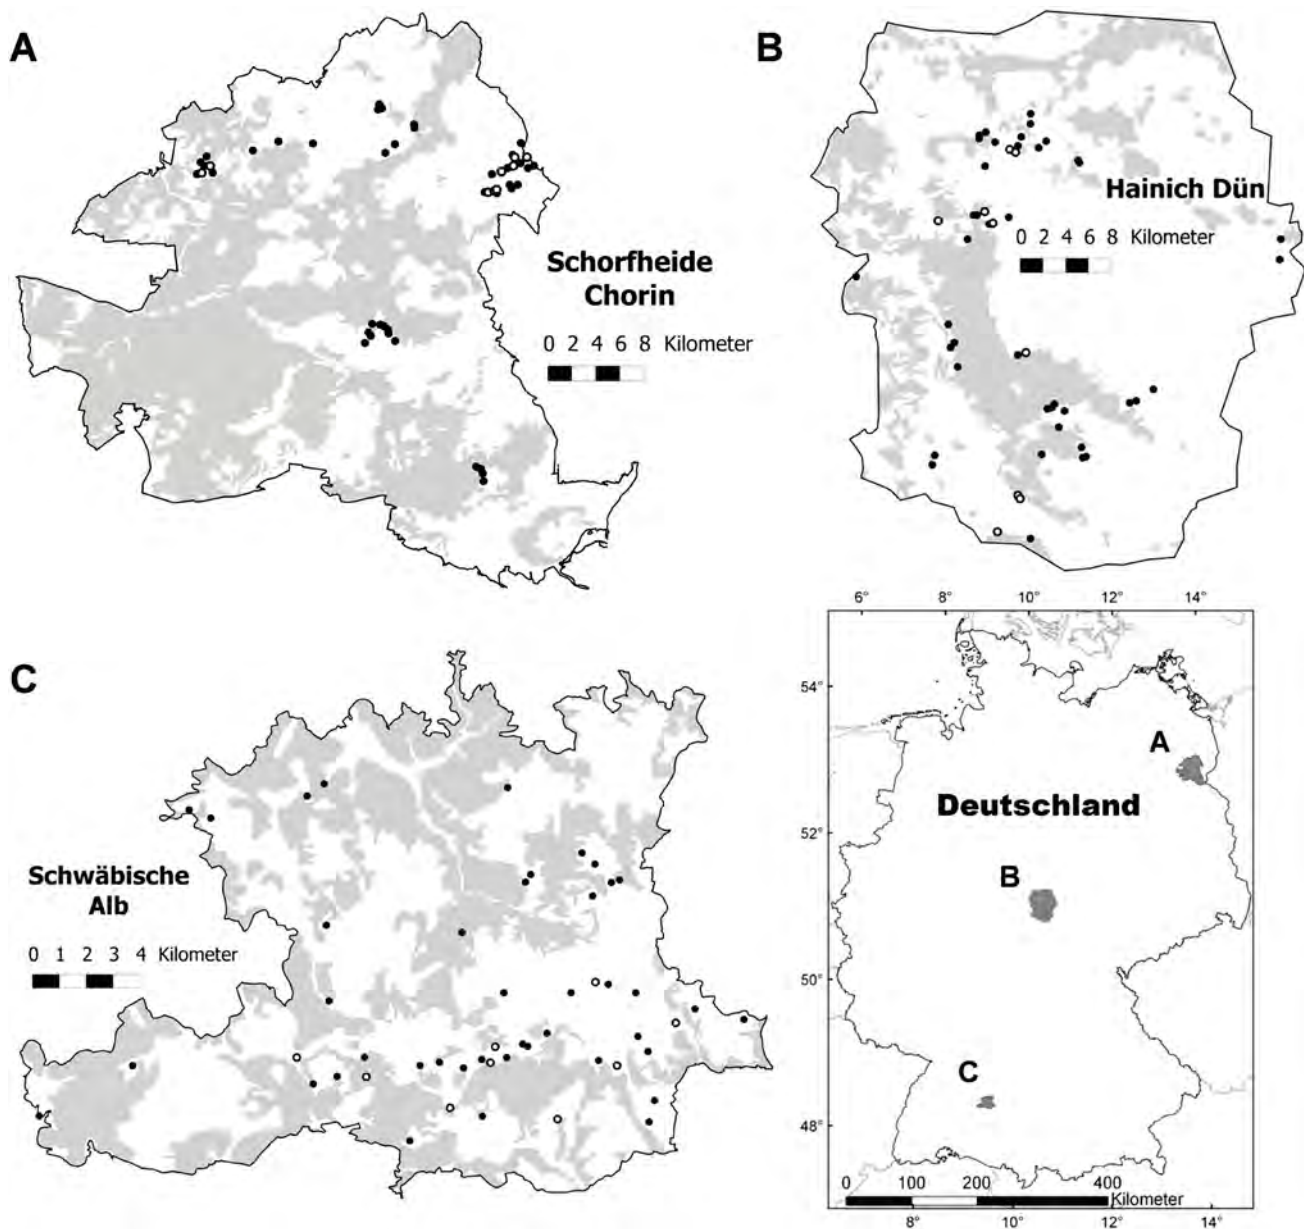 A
Schorfheide
Chorin
0 2 4 6 8 Kilometer
B
Hainich Dün
0 2 4 6 8 Kilometer
C
Schwäbische
Alb
0 1 2 3 4 Kilometer
6° 8° 10° 12° 14°
54°
52°
50°
48°
A
Deutschland
B
C
0 100 200 400
Kilometer
8° 10° 12° 14°